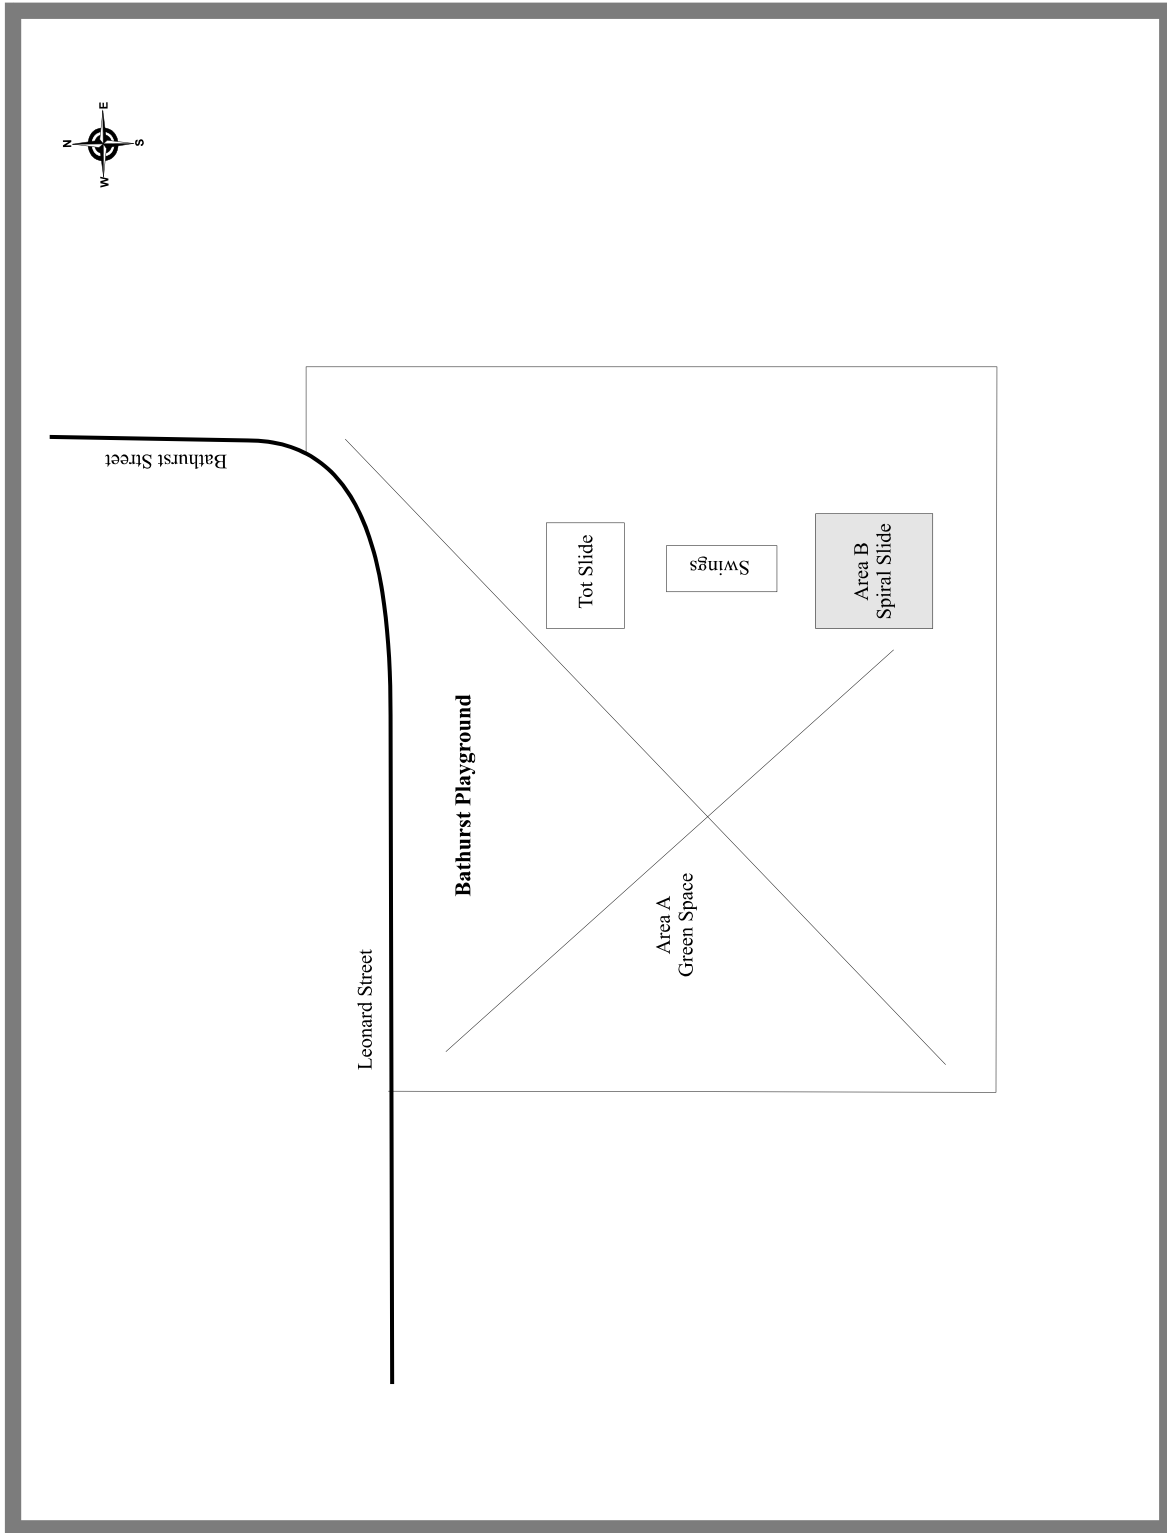 N
E
S
W
Bathurst Street
Leonard Street
Bathurst Playground
Tot Slide
Swings
Area B
Spiral Slide
Area A
Green Space